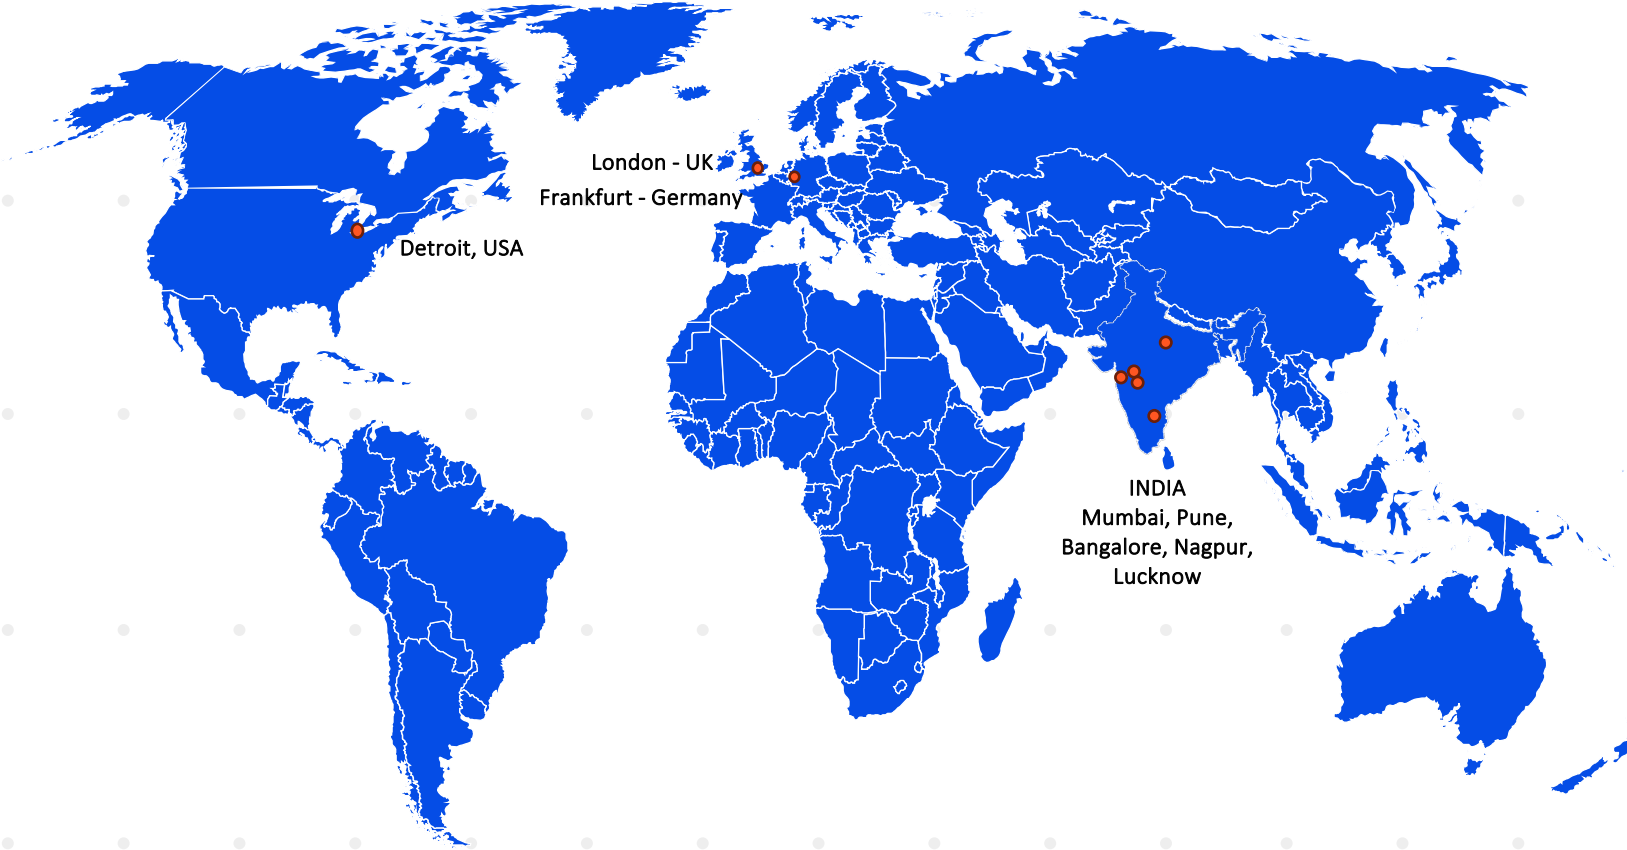 London - UK
Frankfurt - Germany
Detroit, USA
INDIA
Mumbai, Pune,
Bangalore, Nagpur,
Lucknow